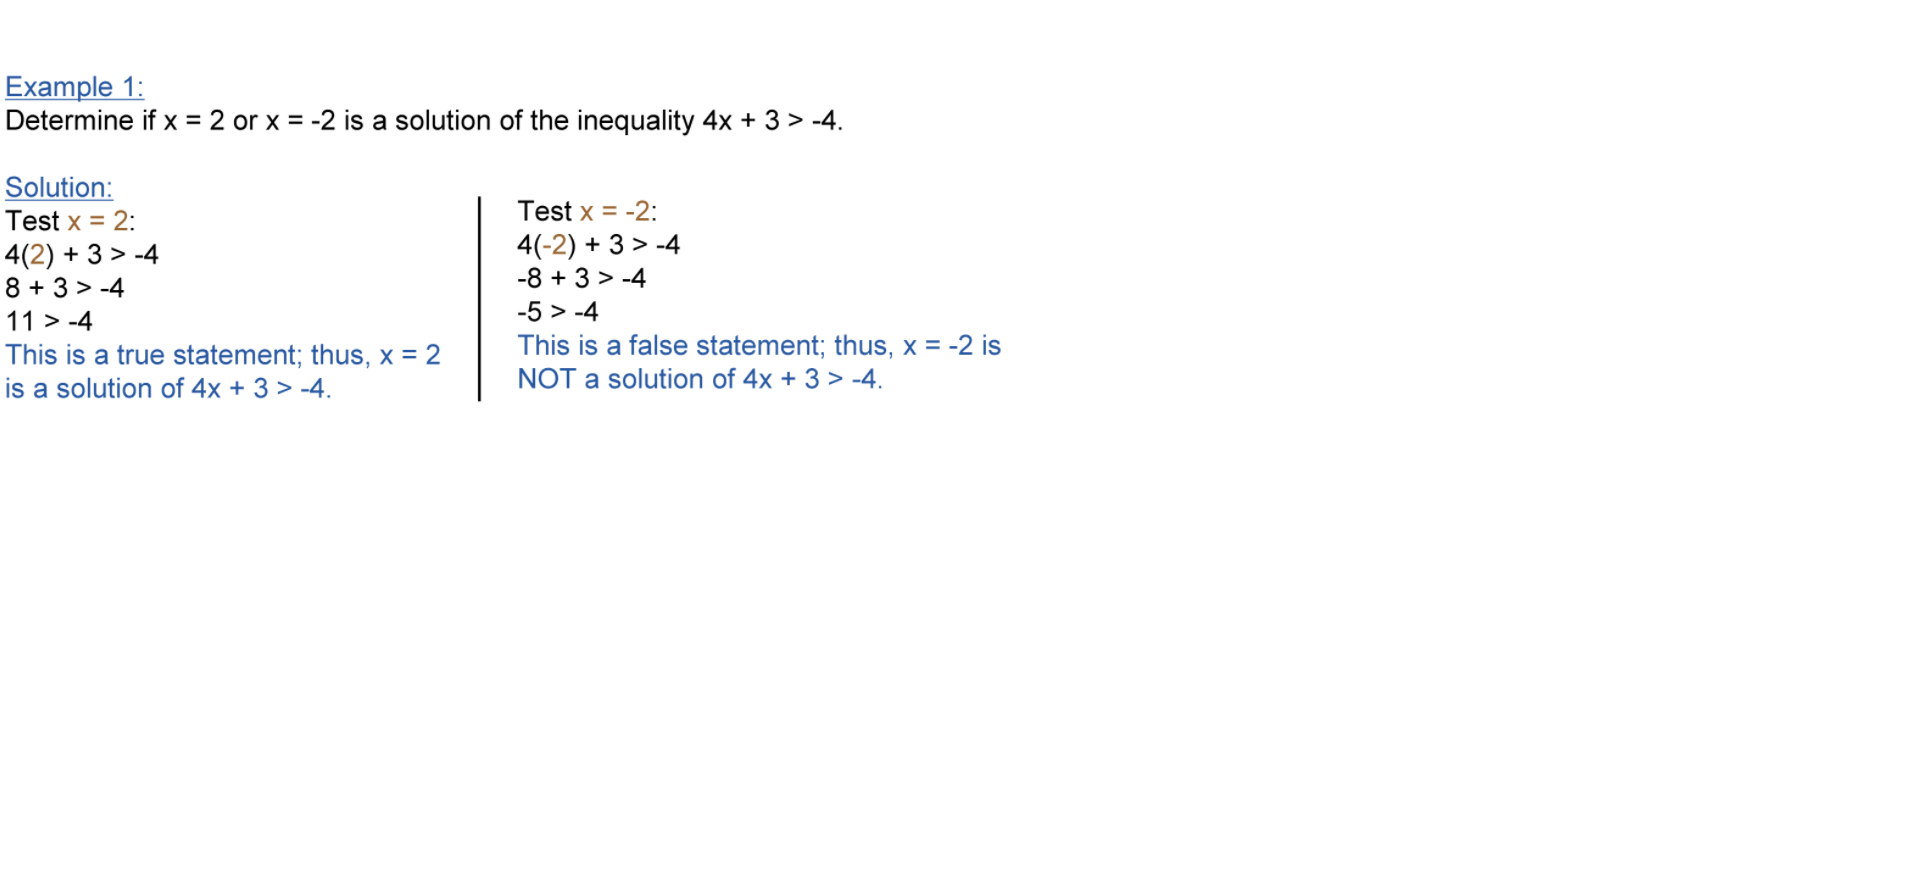 Example 1:
Determine if x = 2 or x = -2 is a solution of the inequality 4x + 3 > -4.
Solution:
Test x = 2:
4(2) + 3 > -4
8 + 3 > -4
11 > -4
This is a true statement; thus, x = 2
is a solution of 4x + 3 > -4.
Test x = -2:
4(-2) + 3 > -4
-8 + 3 > -4
-5 > -4
This is a false statement; thus, x = -2 is
NOT a solution of 4x + 3 > -4.